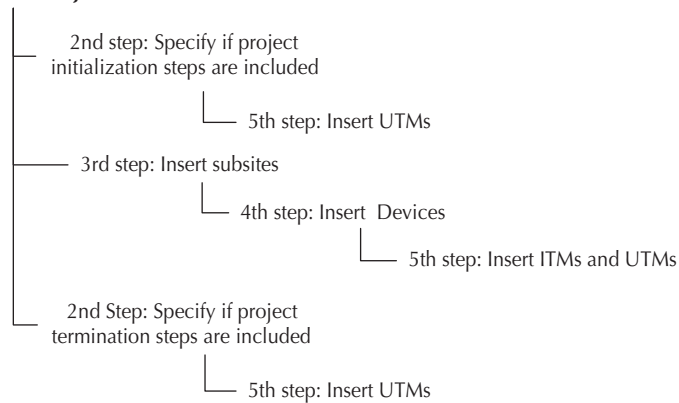 2nd step: Specify if project
initialization steps are included
5th step: Insert UTMs
3rd step: Insert subsites
4th step: Insert Devices
5th step: Insert ITMs and UTMs
2nd Step: Specify if project
termination steps are included
5th step: Insert UTMs